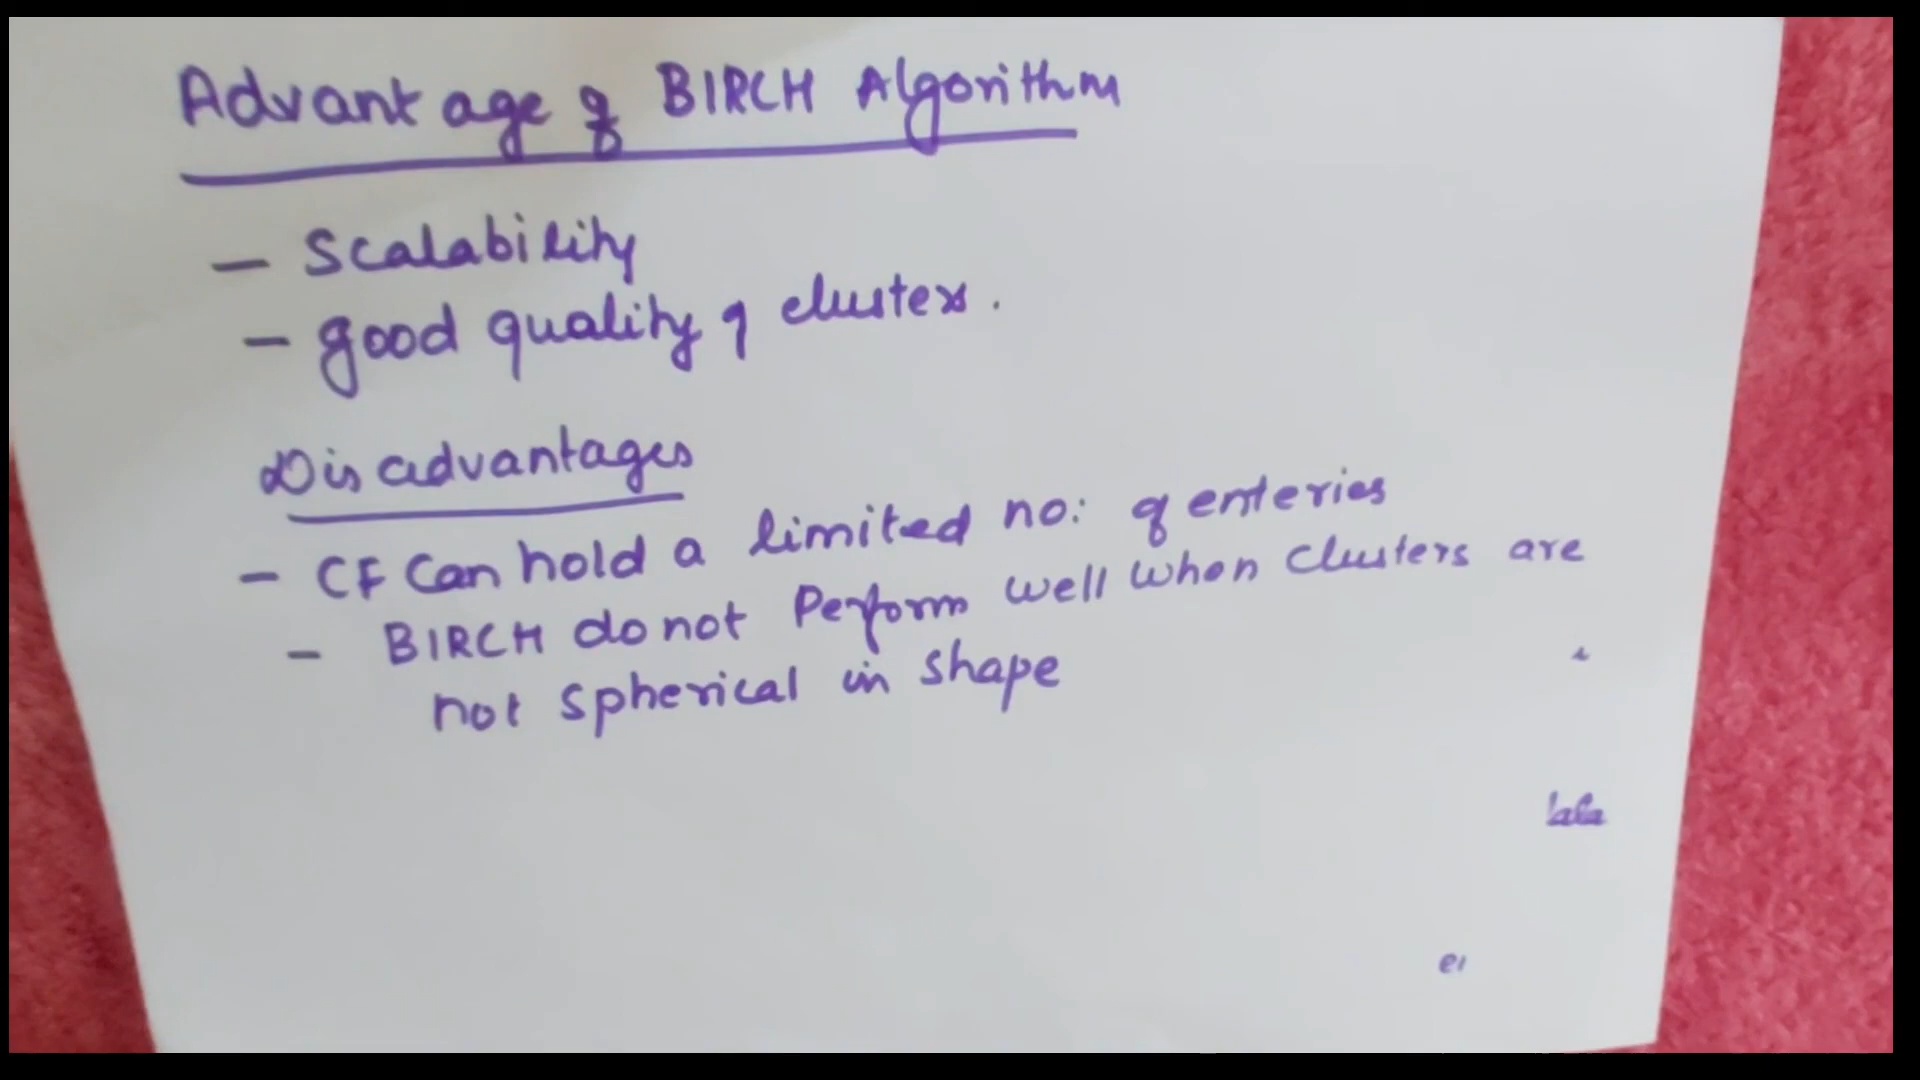 Advantage of BIRCH Algorithm
- Scalability
- good quality of clusters.
Disadvantages
- CF Can hold a limited no: of enteries
- BIRCH do not Perform well when Clusters are
not spherical in shape